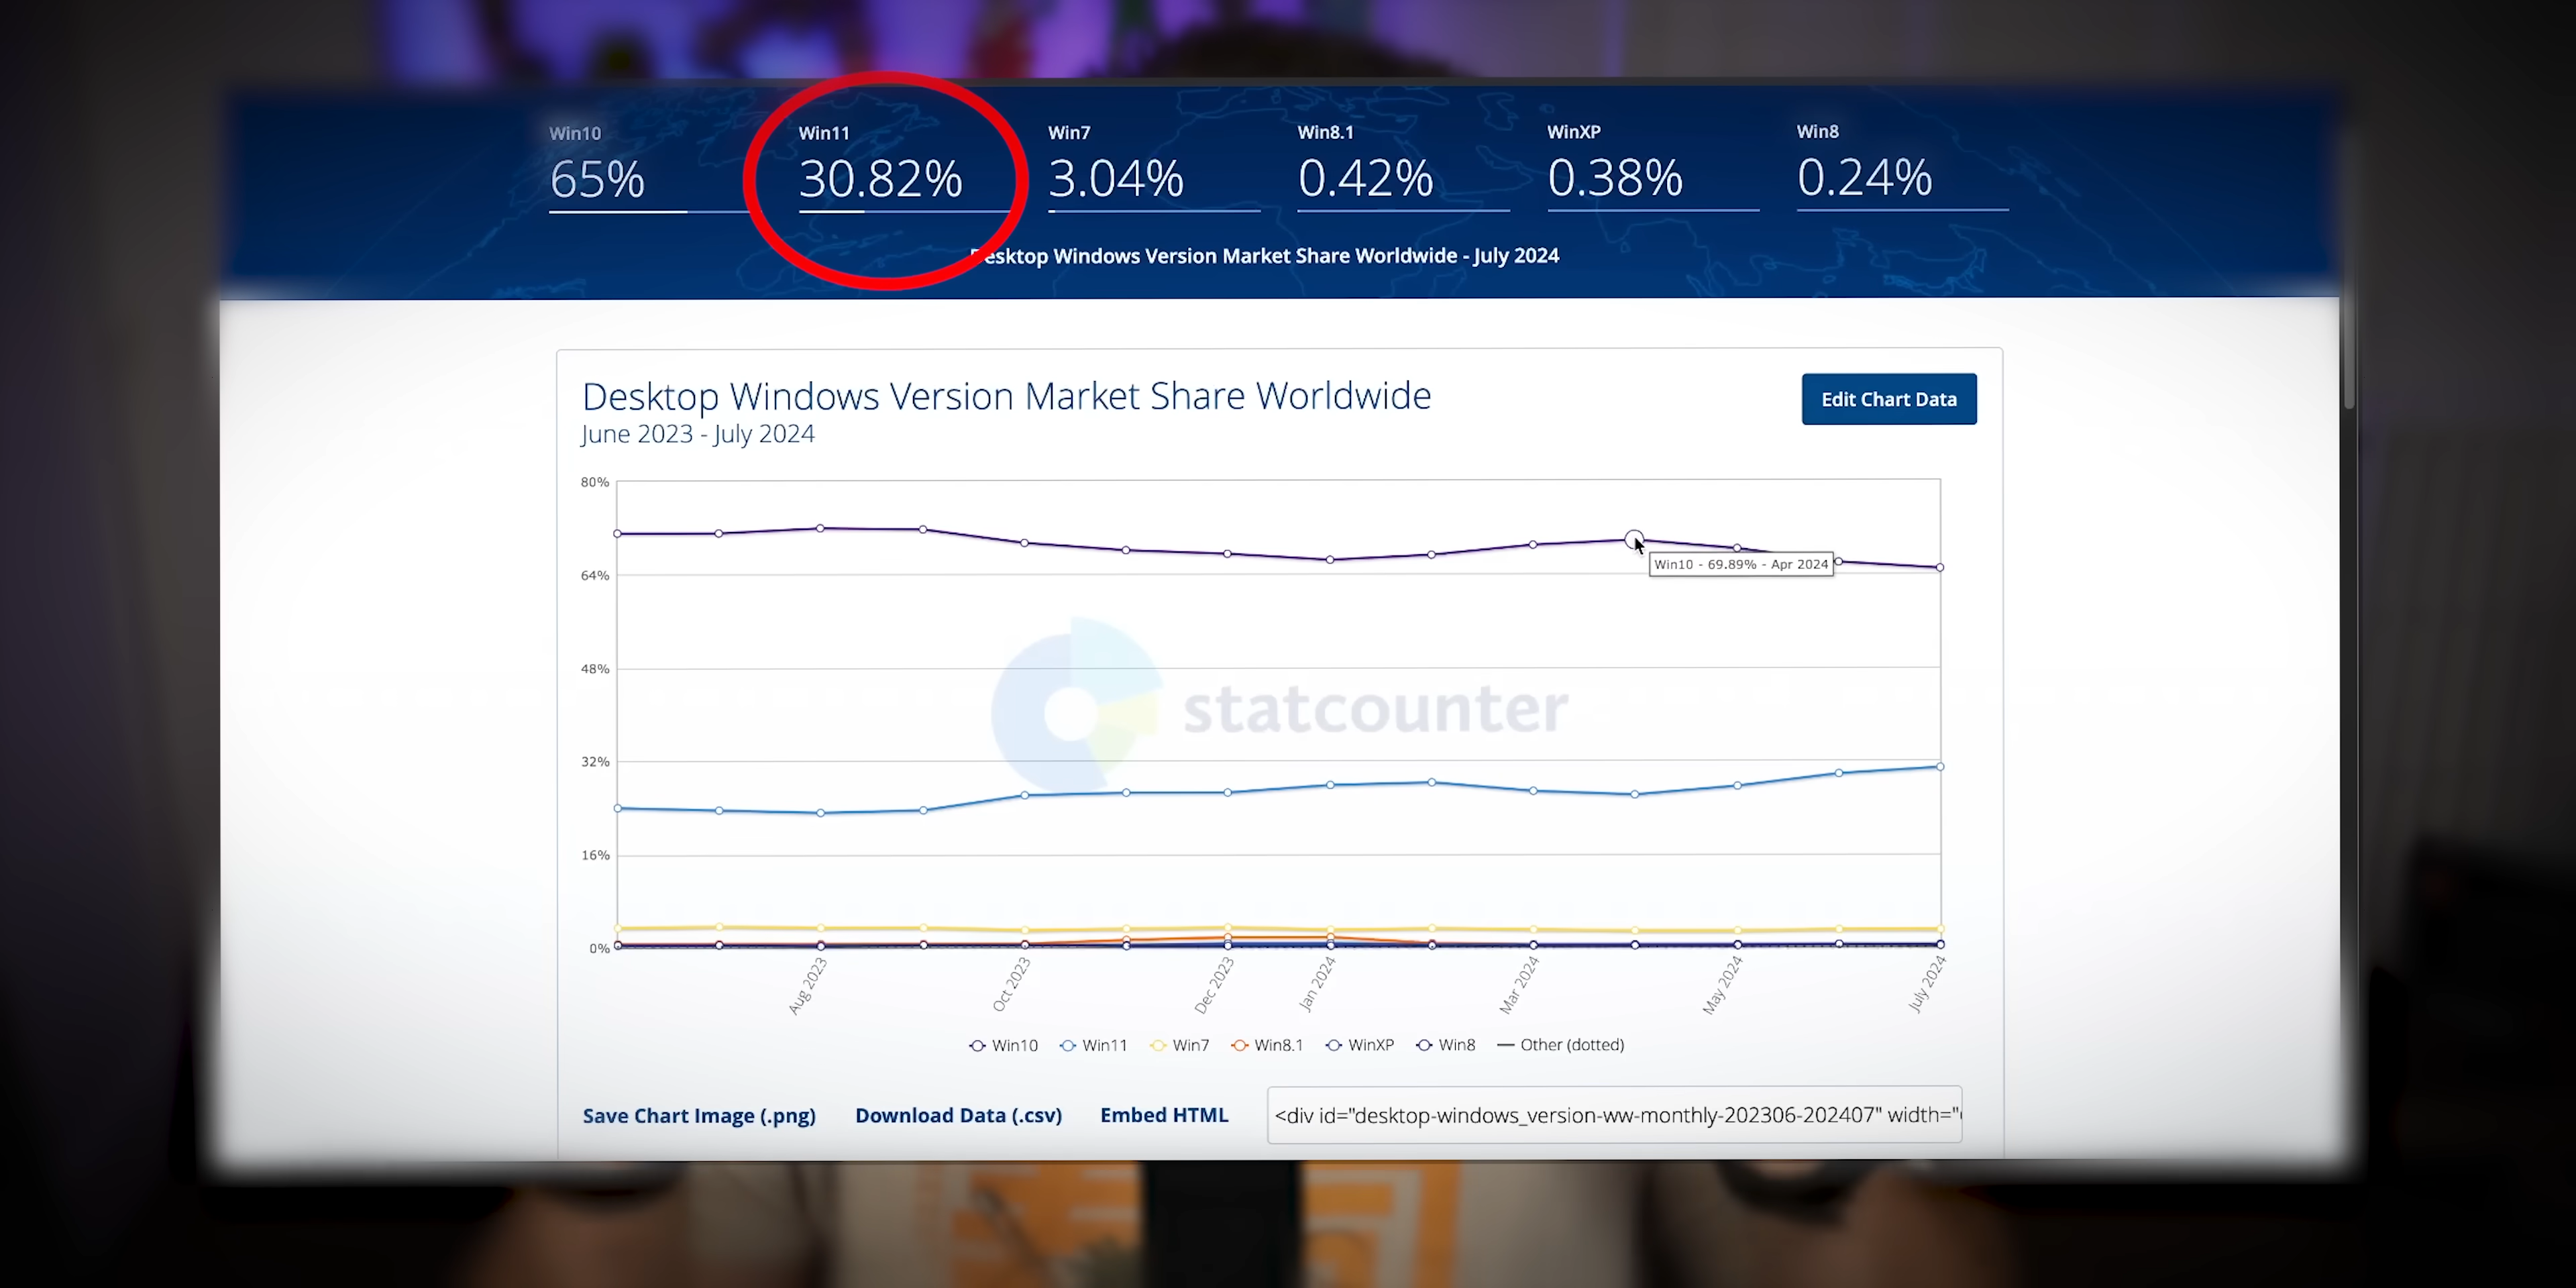 Win10 Win11 Win7 Win8.1 WinXP Win8
65% 30.82% 3.04% 0.42% 0.38% 0.24%
Desktop Windows Version Market Share Worldwide - July 2024
Desktop Windows Version Market Share Worldwide
Edit Chart Data
June 2023 - July 2024
80%
Win10 - 69.89% - Apr 2024
64%
48%
statcounter
32%
16%
0%
Aug 2023 Oct 2023 Dec 2023 Jan 2024 Mar 2024 May 2024 July 2024
Win10 Win11 Win7 Win8.1 WinXP Win8 Other (dotted)
Save Chart Image (.png) Download Data (.csv) Embed HTML <div id="desktop-windows_version-ww-monthly-202306-202407" width="